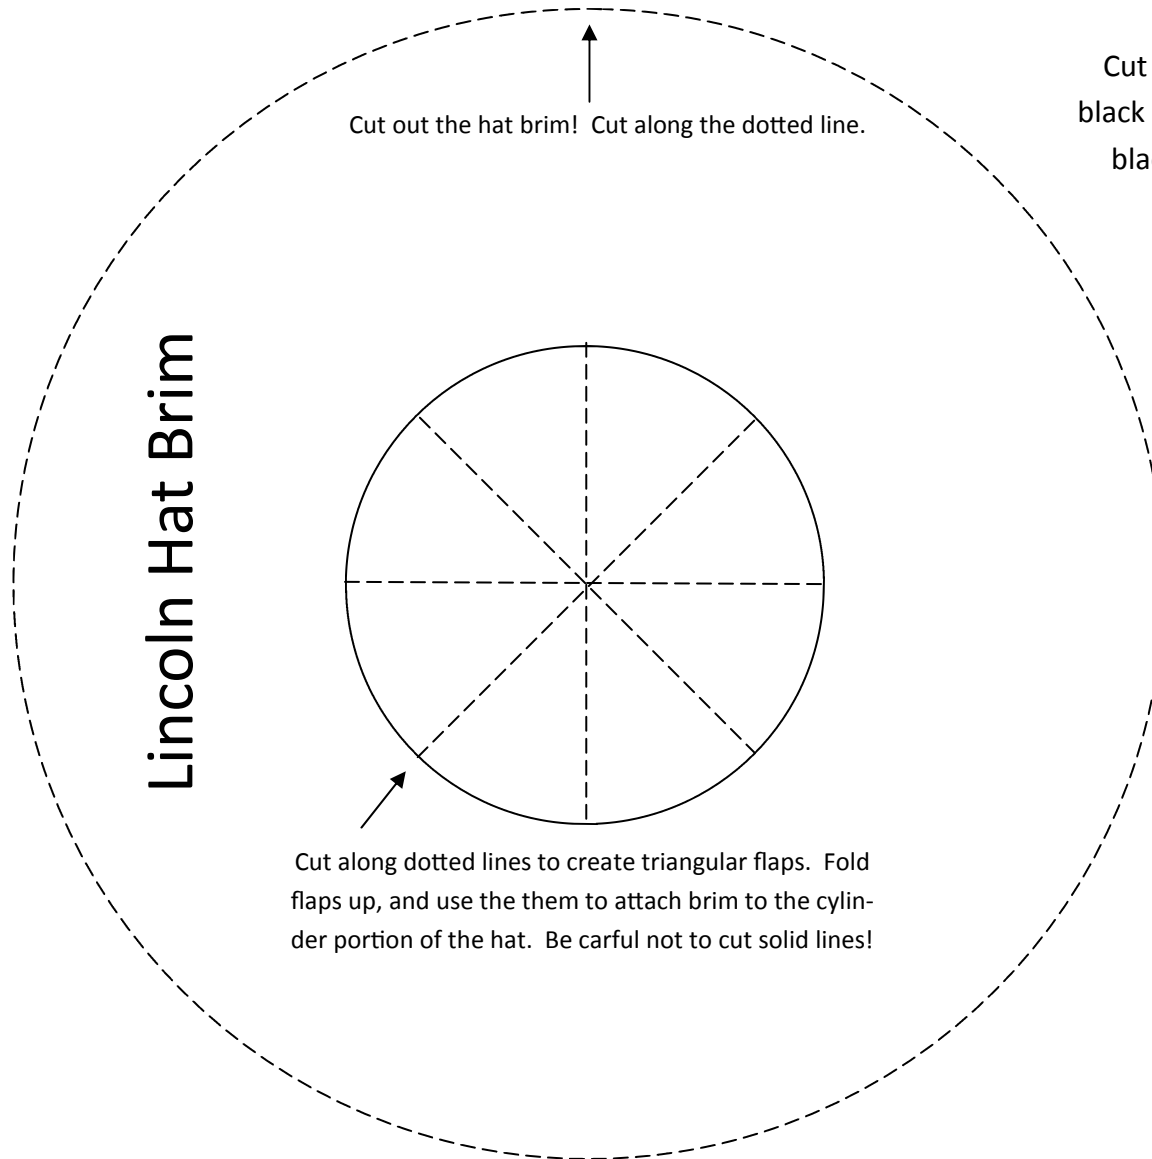 Cut out the hat brim!  Cut along the dotted line.
Cut
black
Lincoln Hat Brim
Cut along dotted lines to create triangular flaps.  Fold
flaps up, and use the them to attach brim to the cylin-
der portion of the hat.  Be carful not to cut solid lines!